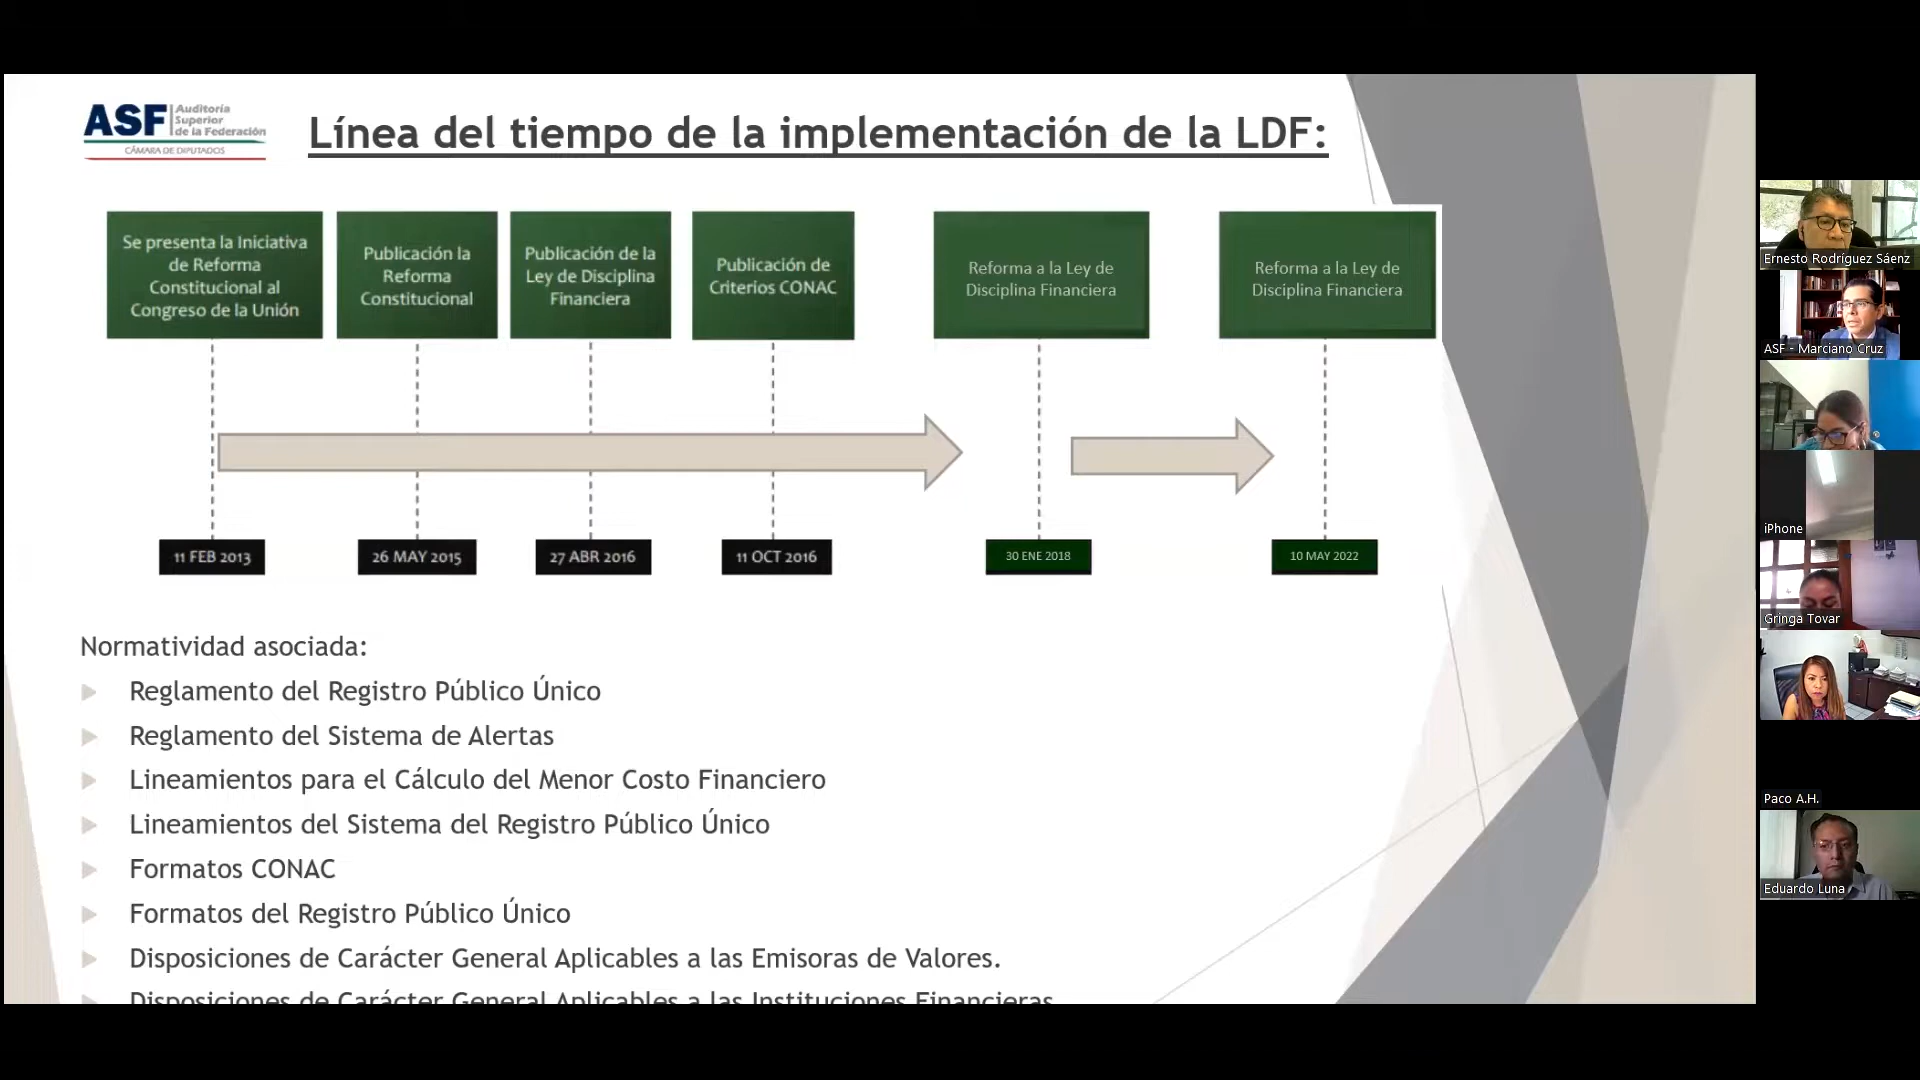 ASF
Auditoría
Superior
de la Federación
CÁMARA DE DIPUTADOS
Línea del tiempo de la implementación de la LDF:
Se presenta la Iniciativa
de Reforma
Constitucional al
Congreso de la Unión
Publicación la
Reforma
Constitucional
Publicación de la
Ley de Disciplina
Financiera
Publicación de
Criterios CONAC
Reforma a la Ley de
Disciplina Financiera
Reforma a la Ley de
Disciplina Financiera
11 FEB 2013
26 MAY 2015
27 ABR 2016
11 OCT 2016
30 ENE 2018
10 MAY 2022
Normatividad asociada:
Reglamento del Registro Público Único
Reglamento del Sistema de Alertas
Lineamientos para el Cálculo del Menor Costo Financiero
Lineamientos del Sistema del Registro Público Único
Formatos CONAC
Formatos del Registro Público Único
Disposiciones de Carácter General Aplicables a las Emisoras de Valores.
Disposiciones de Carácter General Aplicables a las Instituciones Financieras
Ernesto Rodríguez Sáenz
ASF - Marciano Cruz
iPhone
Gringa Tovar
Paco A.H.
Eduardo Luna